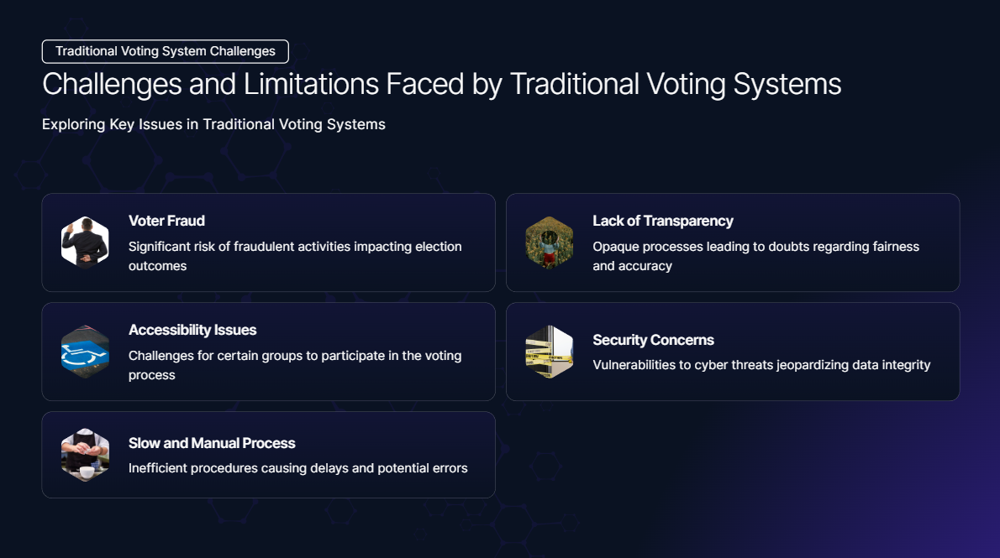 Traditional Voting System Challenges
Challenges and Limitations Faced by Traditional Voting Systems
Exploring Key Issues in Traditional Voting Systems
Voter Fraud
Significant risk of fraudulent activities impacting election
outcomes
Lack of Transparency
Opaque processes leading to doubts regarding fairness
and accuracy
Accessibility Issues
Challenges for certain groups to participate in the voting
process
Security Concerns
Vulnerabilities to cyber threats jeopardizing data integrity
Slow and Manual Process
Inefficient procedures causing delays and potential errors